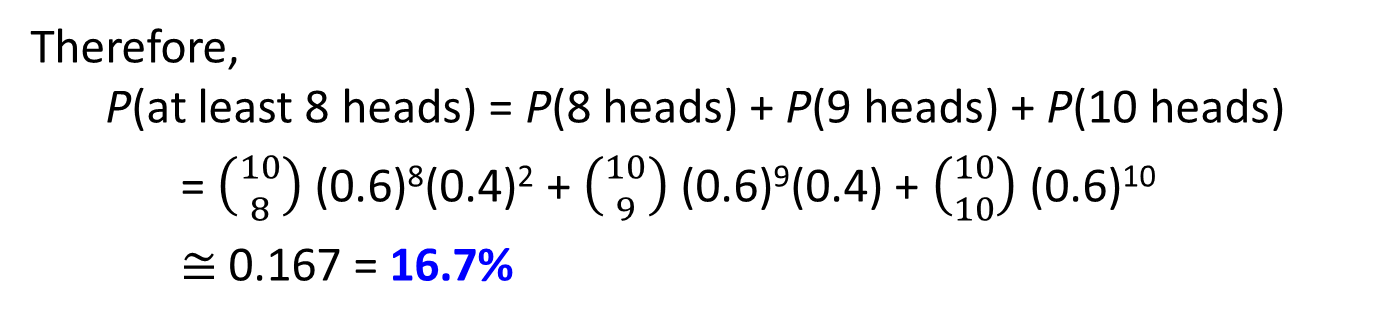 Therefore,
P(at least 8 heads) = P(8 heads) + P(9 heads) + P(10 heads)
= (10 8) (0.6)⁸(0.4)² + (10 9) (0.6)⁹(0.4) + (10 10) (0.6)¹⁰
≅ 0.167 = 16.7%